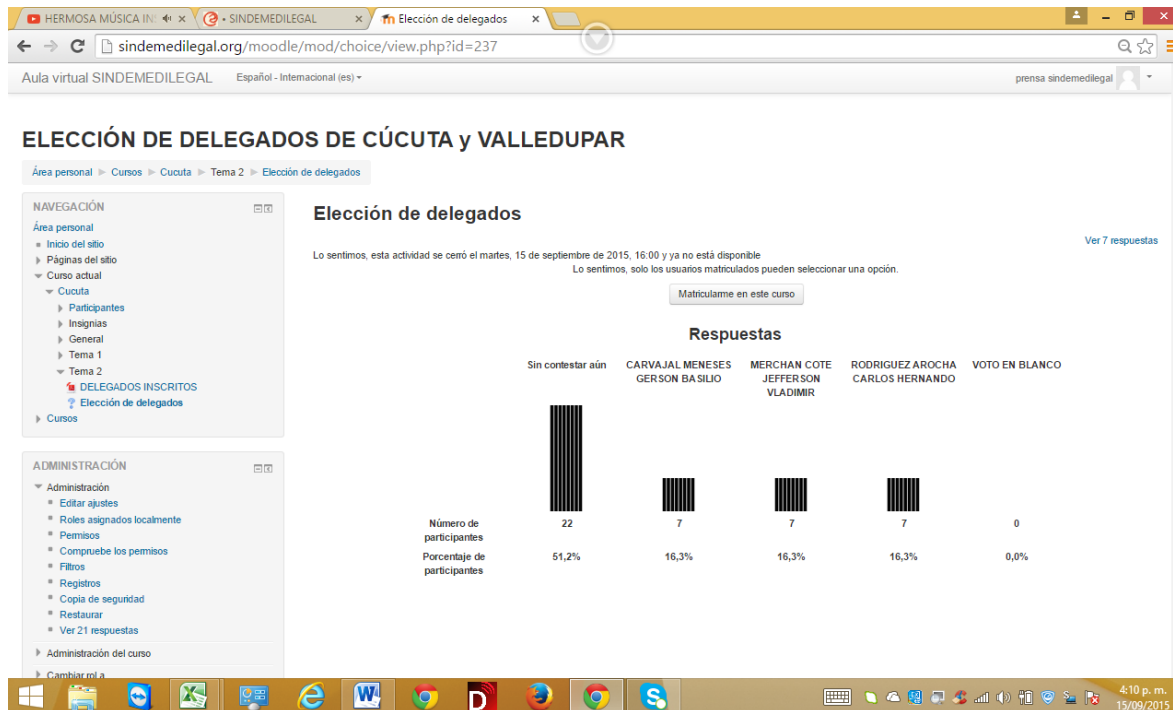 HERMOSA MÚSICA IN
• SINDEMEDILEGAL
Elección de delegados
sindemedilegal.org/moodle/mod/choice/view.php?id=237
Aula virtual SINDEMEDILEGAL
Español - Internacional (es)
prensa sindemedilegal
ELECCIÓN DE DELEGADOS DE CÚCUTA y VALLEDUPAR
Área personal
Cursos
Cucuta
Tema 2
Elección de delegados
NAVEGACIÓN
Área personal
Inicio del sitio
Páginas del sitio
Curso actual
Cucuta
Participantes
Insignias
General
Tema 1
Tema 2
DELEGADOS INSCRITOS
Elección de delegados
Cursos
ADMINISTRACIÓN
Administración
Editar ajustes
Roles asignados localmente
Permisos
Compruebe los permisos
Filtros
Registros
Copia de seguridad
Restaurar
Ver 21 respuestas
Administración del curso
Cambiar rol a
Elección de delegados
Ver 7 respuestas
Lo sentimos, esta actividad se cerró el martes, 15 de septiembre de 2015, 16:00 y ya no está disponible
Lo sentimos, solo los usuarios matriculados pueden seleccionar una opción.
Matricularme en este curso
Respuestas
Sin contestar aún
CARVAJAL MENESES
GERSON BASILIO
MERCHAN COTE
JEFFERSON
VLADIMIR
RODRIGUEZ AROCHA
CARLOS HERNANDO
VOTO EN BLANCO
Número de
participantes
22
7
7
7
0
Porcentaje de
participantes
51,2%
16,3%
16,3%
16,3%
0,0%
4:10 p. m.
15/09/2015